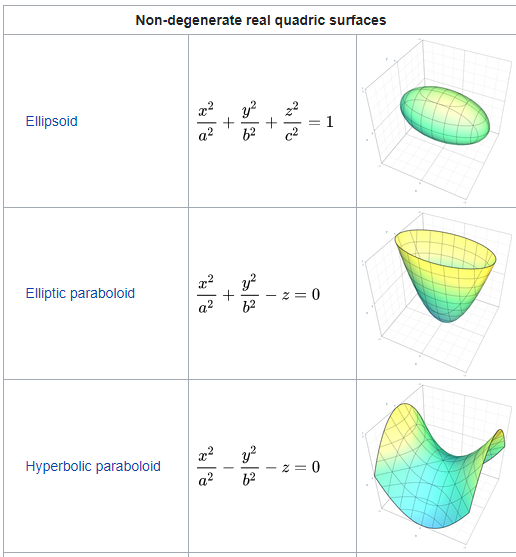 Non-degenerate real quadric surfaces
Ellipsoid
x²/a² + y²/b² + z²/c² = 1
Elliptic paraboloid
x²/a² + y²/b² − z = 0
Hyperbolic paraboloid
x²/a² − y²/b² − z = 0